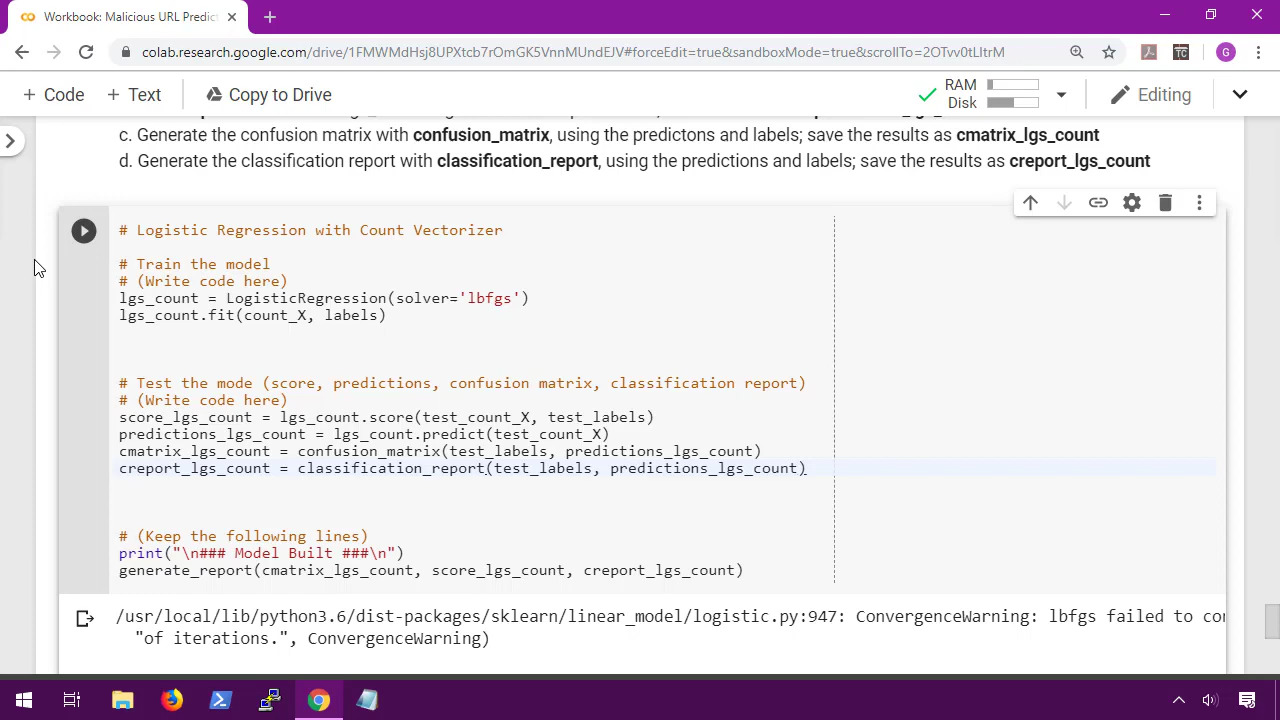 Workbook: Malicious URL Predict
colab.research.google.com/drive/1FMWMdHsj8UPXtcb7rOmGK5VnnMUndEJV#forceEdit=true&sandboxMode=true&scrollTo=2OTvv0tLItrM
TC
G
+ Code + Text Copy to Drive
RAM
Disk
Editing
c. Generate the confusion matrix with confusion_matrix, using the predictons and labels; save the results as cmatrix_lgs_count
d. Generate the classification report with classification_report, using the predictions and labels; save the results as creport_lgs_count
# Logistic Regression with Count Vectorizer
# Train the model
# (Write code here)
lgs_count = LogisticRegression(solver='lbfgs')
lgs_count.fit(count_X, labels)
# Test the mode (score, predictions, confusion matrix, classification report)
# (Write code here)
score_lgs_count = lgs_count.score(test_count_X, test_labels)
predictions_lgs_count = lgs_count.predict(test_count_X)
cmatrix_lgs_count = confusion_matrix(test_labels, predictions_lgs_count)
creport_lgs_count = classification_report(test_labels, predictions_lgs_count)
# (Keep the following lines)
print("\n### Model Built ###\n")
generate_report(cmatrix_lgs_count, score_lgs_count, creport_lgs_count)
/usr/local/lib/python3.6/dist-packages/sklearn/linear_model/logistic.py:947: ConvergenceWarning: lbfgs failed to con
"of iterations.", ConvergenceWarning)